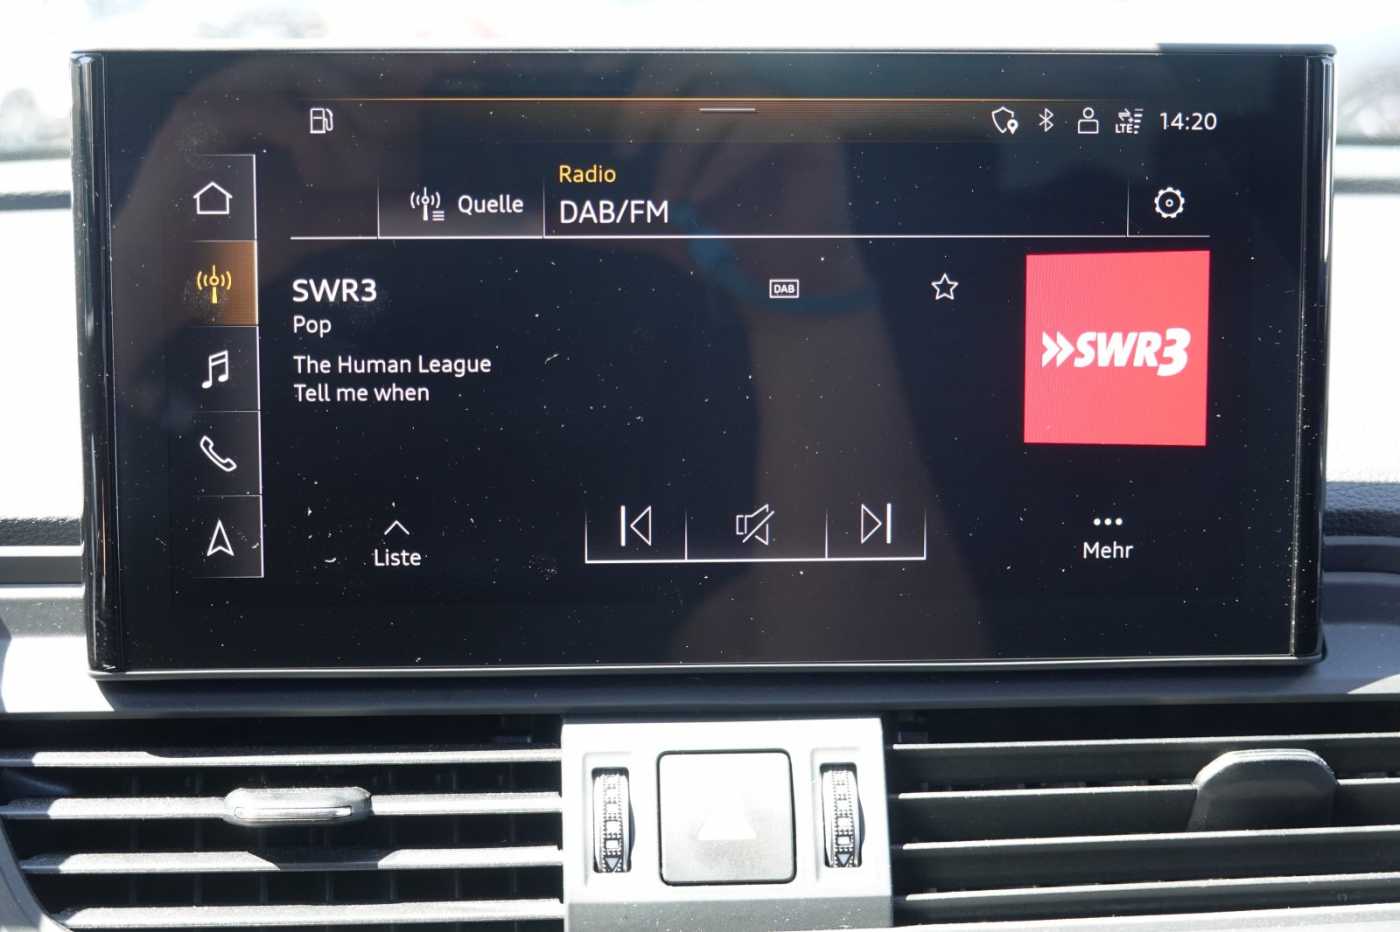 LTE
14:20
Quelle
Radio
DAB/FM
SWR3
DAB
Pop
The Human League
Tell me when
SWR3
Liste
Mehr